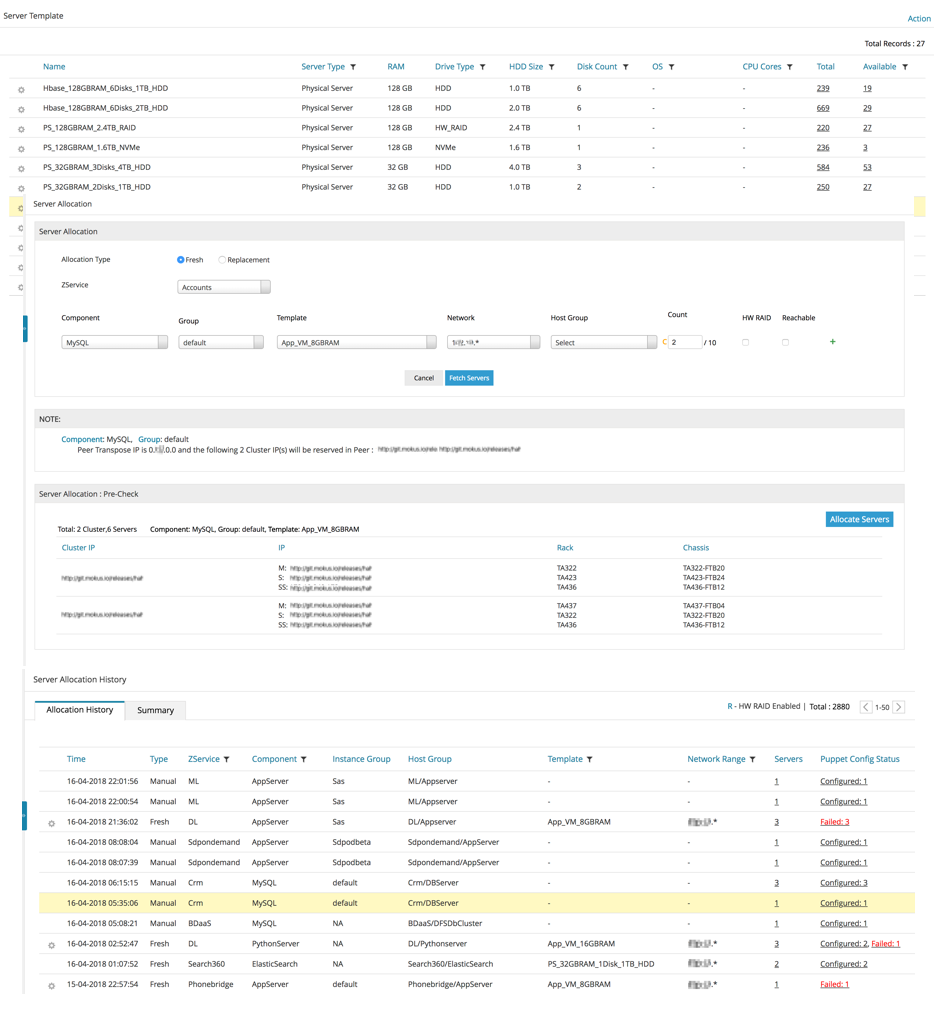 Server Template
Action
Total Records : 27
Name Server Type RAM Drive Type HDD Size Disk Count OS CPU Cores Total Available
Hbase_128GBRAM_6Disks_1TB_HDD Physical Server 128 GB HDD 1.0 TB 6 - - 239 19
Hbase_128GBRAM_6Disks_2TB_HDD Physical Server 128 GB HDD 2.0 TB 6 - - 669 29
PS_128GBRAM_2.4TB_RAID Physical Server 128 GB HW_RAID 2.4 TB 1 - - 220 27
PS_128GBRAM_1.6TB_NVMe Physical Server 128 GB NVMe 1.6 TB 1 - - 236 3
PS_32GBRAM_3Disks_4TB_HDD Physical Server 32 GB HDD 4.0 TB 3 - - 584 53
PS_32GBRAM_2Disks_1TB_HDD Physical Server 32 GB HDD 1.0 TB 2 - - 250 27
Server Allocation
Server Allocation
Allocation Type Fresh Replacement
ZService Accounts
Component Group Template Network Host Group Count HW RAID Reachable
MySQL default App_VM_8GBRAM .* Select C 2 / 10 +
Cancel Fetch Servers
NOTE:
Component: MySQL, Group: default
Peer Transpose IP is 0. .0.0 and the following 2 Cluster IP(s) will be reserved in Peer :
Server Allocation : Pre-Check
Allocate Servers
Total: 2 Cluster,6 Servers Component: MySQL, Group: default, Template: App_VM_8GBRAM
Cluster IP IP Rack Chassis
M: TA322 TA322-FTB20
S: TA423 TA423-FTB24
SS: TA436 TA436-FTB12
M: TA437 TA437-FTB04
S: TA322 TA322-FTB20
SS: TA436 TA436-FTB12
Server Allocation History
Allocation History Summary R - HW RAID Enabled | Total : 2880 < 1-50 >
Time Type ZService Component Instance Group Host Group Template Network Range Servers Puppet Config Status
16-04-2018 22:01:56 Manual ML AppServer Sas ML/Appserver - - 1 Configured: 1
16-04-2018 22:00:54 Manual ML AppServer Sas ML/Appserver - - 1 Configured: 1
16-04-2018 21:36:02 Fresh DL AppServer Sas DL/Appserver App_VM_8GBRAM .* 3 Failed: 3
16-04-2018 08:08:04 Manual Sdpondemand AppServer Sdpodbeta Sdpondemand/AppServer - - 1 Configured: 1
16-04-2018 08:07:39 Manual Sdpondemand AppServer Sdpodbeta Sdpondemand/AppServer - - 1 Configured: 1
16-04-2018 06:15:15 Manual Crm MySQL default Crm/DBServer - - 3 Configured: 3
16-04-2018 05:35:06 Manual Crm MySQL default Crm/DBServer - - 1 Configured: 1
16-04-2018 05:08:21 Manual BDaaS MySQL NA BDaaS/DFSDbCluster - - 1 Configured: 1
16-04-2018 02:52:47 Fresh DL PythonServer NA DL/Pythonserver App_VM_16GBRAM .* 3 Configured: 2, Failed: 1
16-04-2018 01:07:52 Fresh Search360 ElasticSearch NA Search360/ElasticSearch PS_32GBRAM_1Disk_1TB_HDD .* 2 Configured: 2
15-04-2018 22:57:54 Fresh Phonebridge AppServer default Phonebridge/AppServer App_VM_8GBRAM .* 1 Failed: 1